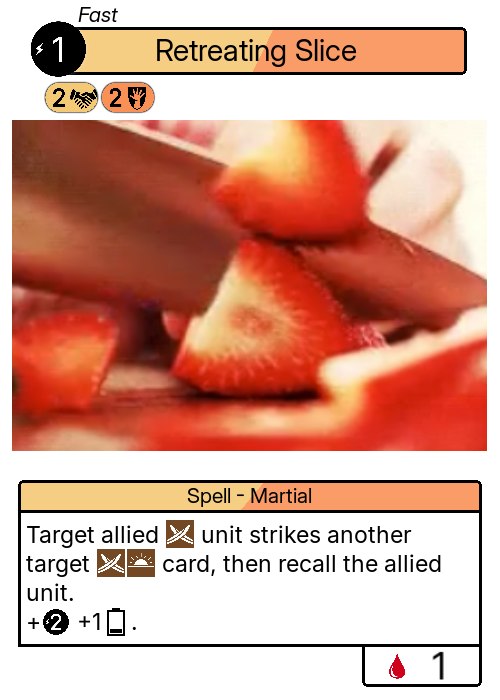 Fast
1
Retreating Slice
2 2
Spell - Martial
Target allied unit strikes another
target card, then recall the allied
unit.
+2 +1 .
1